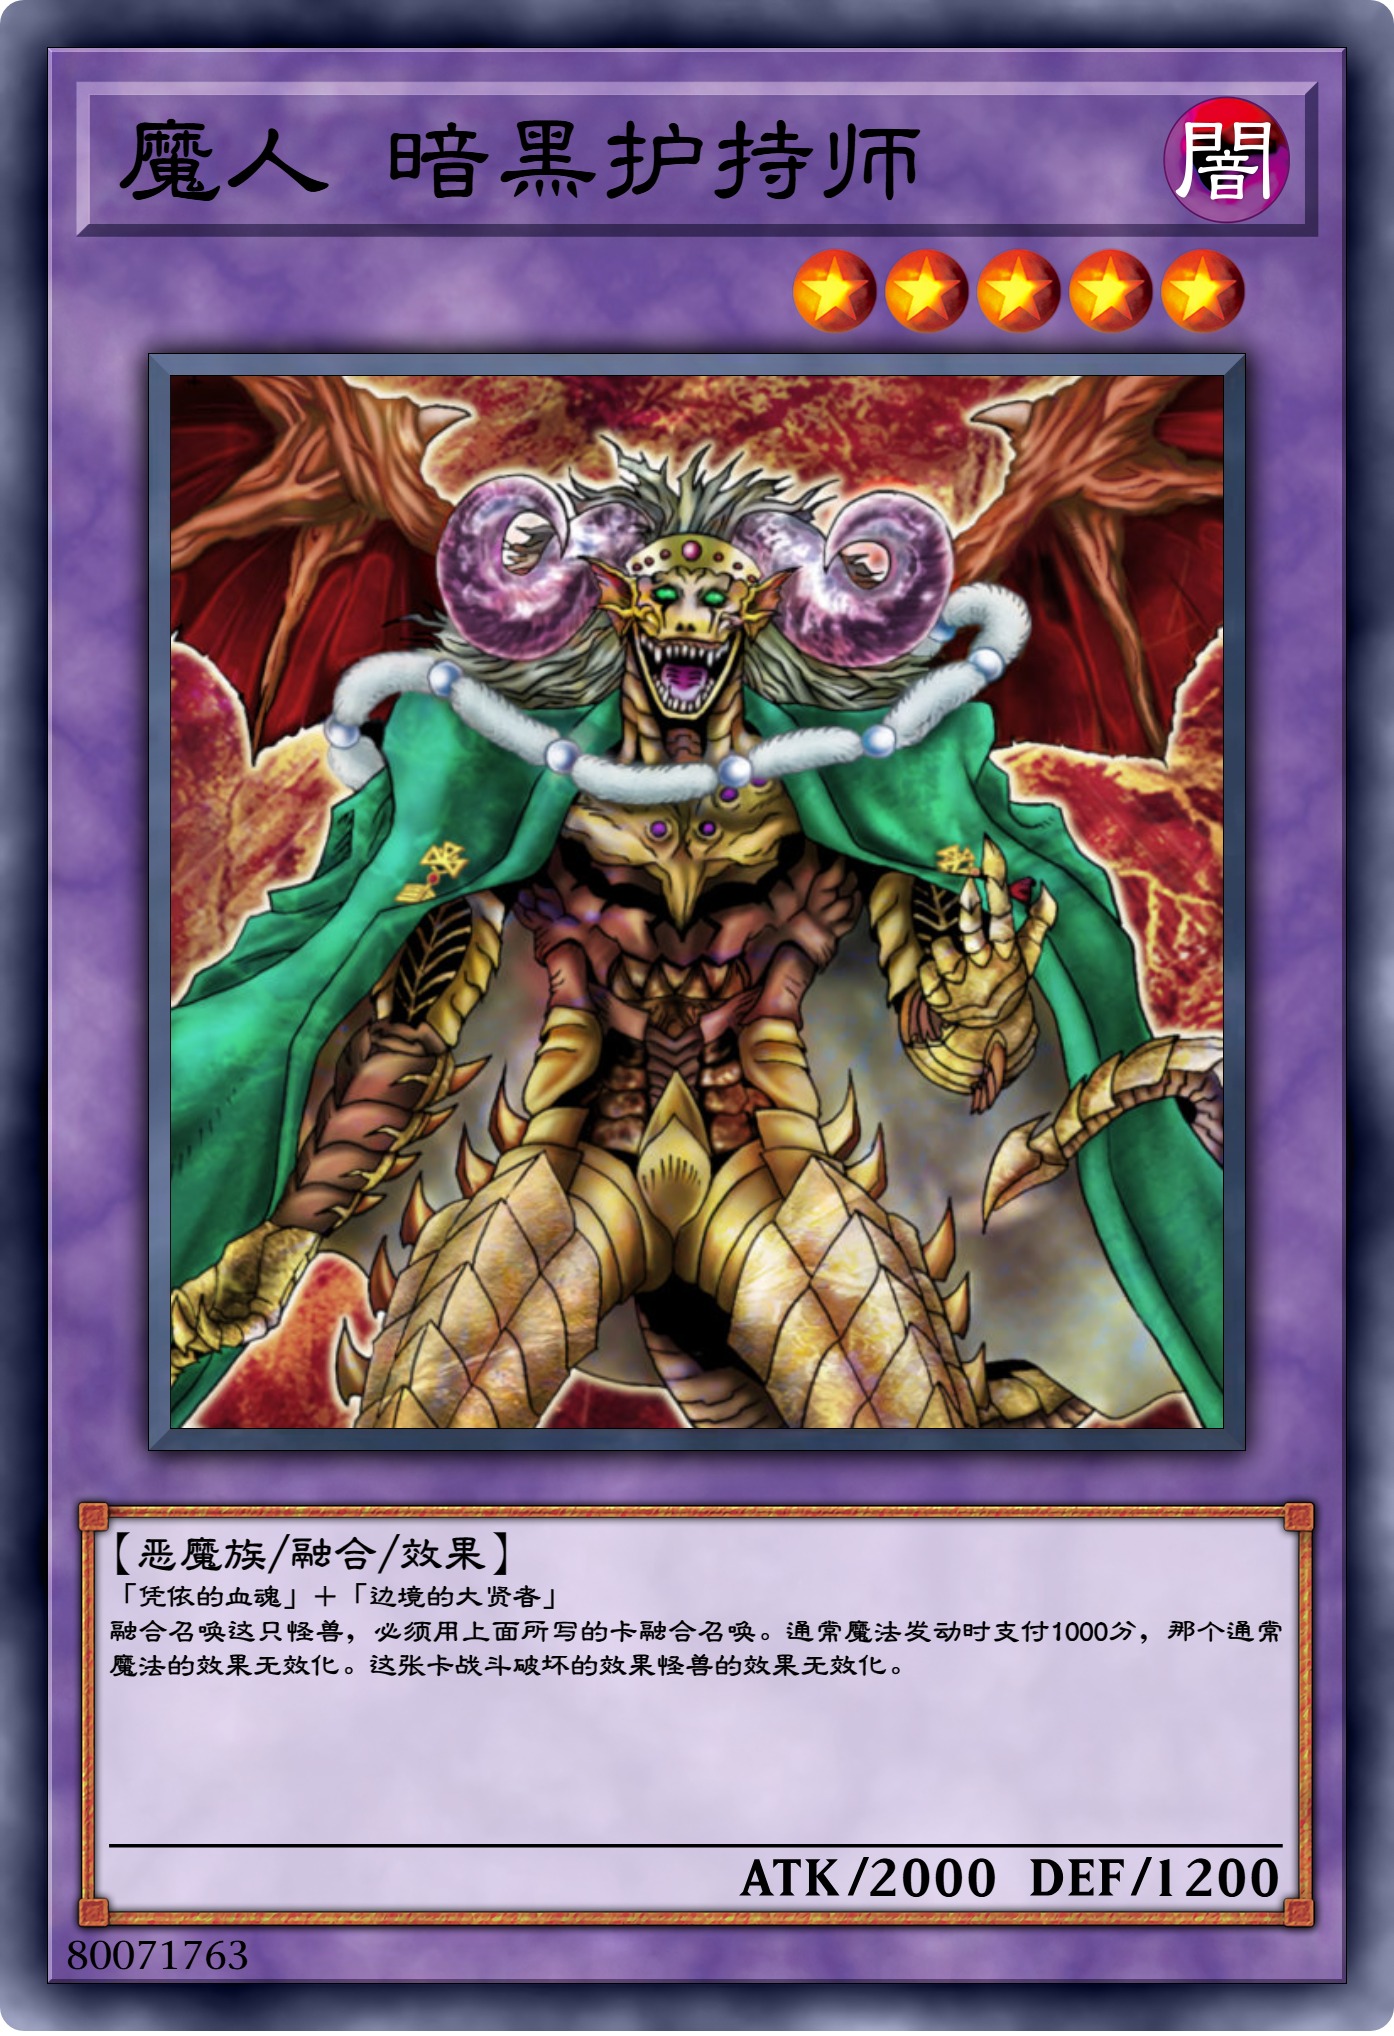 魔人 暗黑护持师
闇
【恶魔族/融合/效果】
「凭依的血魂」＋「边境的大贤者」
融合召唤这只怪兽，必须用上面所写的卡融合召唤。通常魔法发动时支付1000分，那个通常
魔法的效果无效化。这张卡战斗破坏的效果怪兽的效果无效化。
ATK/2000 DEF/1200
80071763